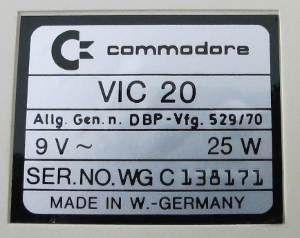 commodore
VIC 20
Allg. Gen. n. DBP-Vfg. 529/70
9 V ~ 25 W
SER.NO. WG C 138171
MADE IN W.-GERMANY